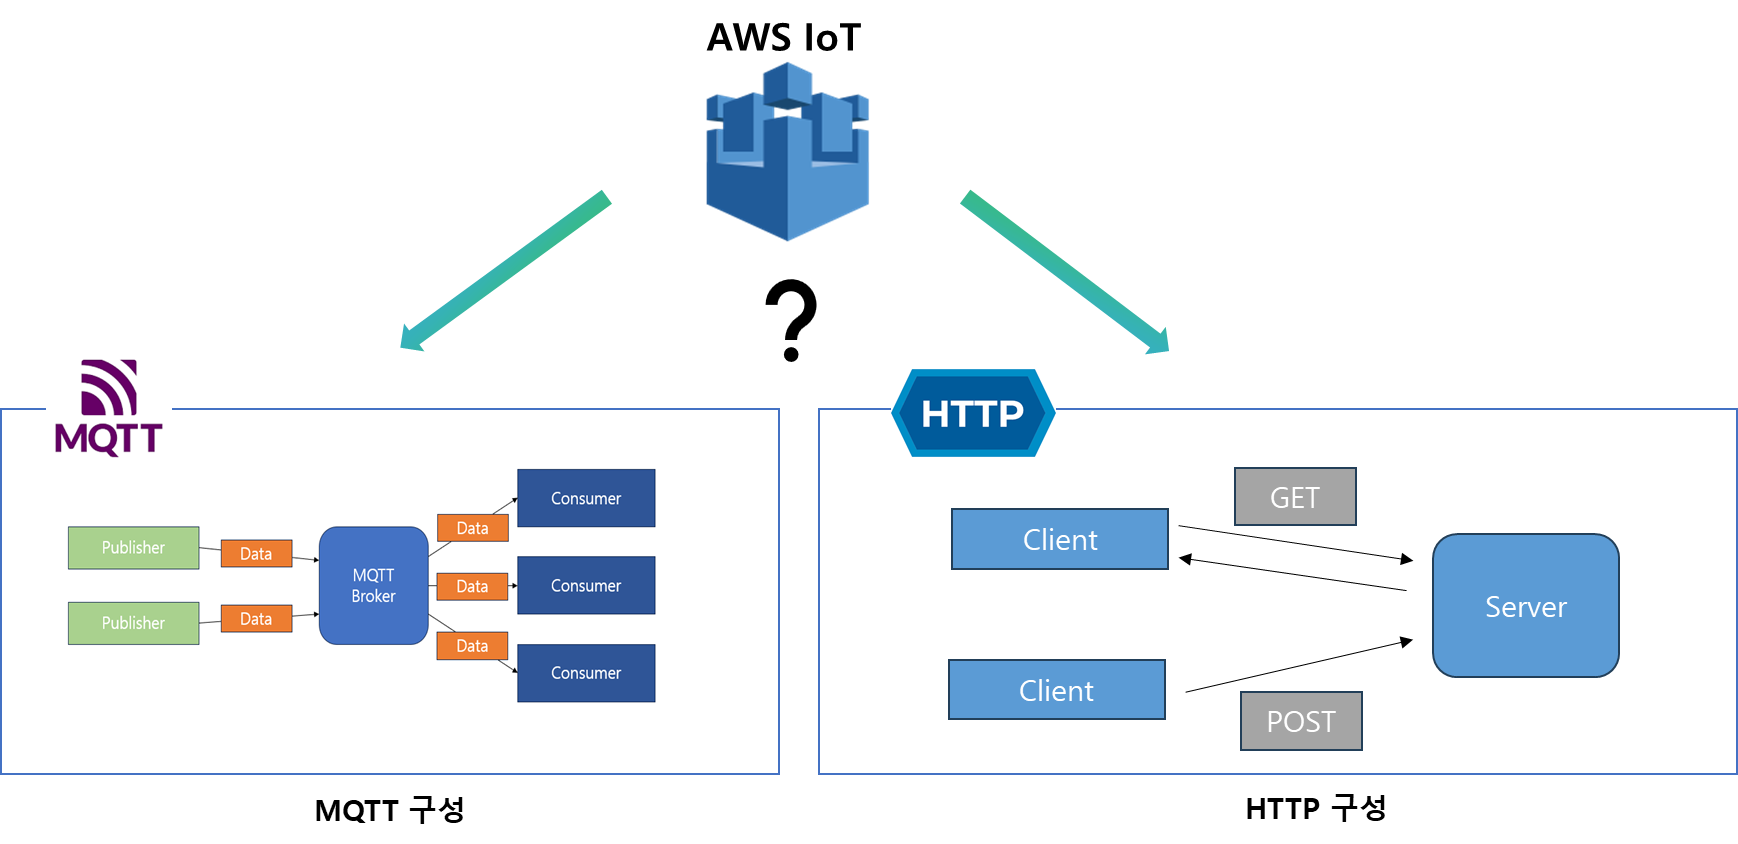 AWS IoT
?
MQTT
Publisher
Data
Publisher
Data
MQTT
Broker
Data
Data
Data
Consumer
Consumer
Consumer
MQTT 구성
HTTP
Client
GET
Server
Client
POST
HTTP 구성